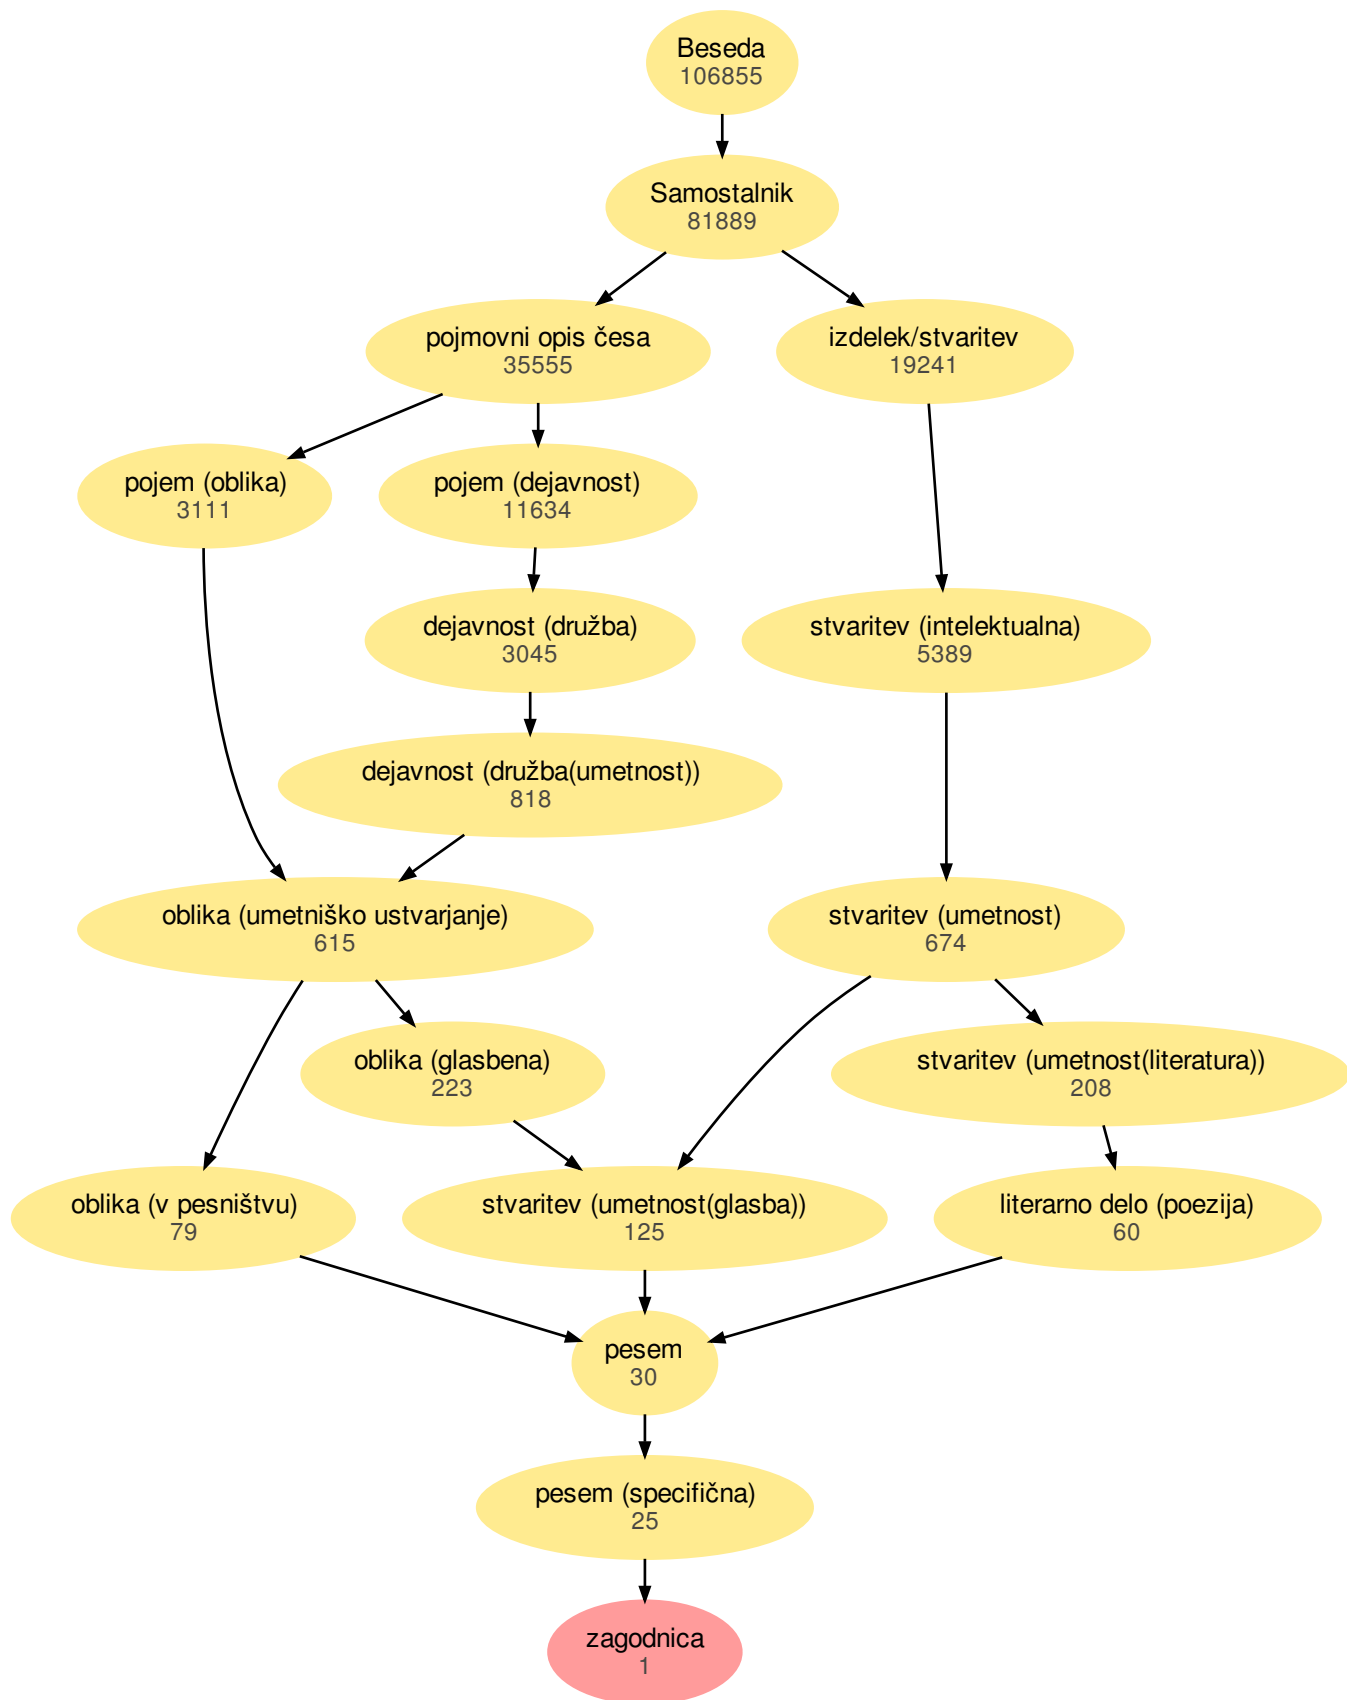 Beseda
106855
Samostalnik
81889
pojmovni opis česa
35555
izdelek/stvaritev
19241
pojem (oblika)
3111
pojem (dejavnost)
11634
dejavnost (družba)
3045
stvaritev (intelektualna)
5389
dejavnost (družba(umetnost))
818
oblika (umetniško ustvarjanje)
615
stvaritev (umetnost)
674
oblika (glasbena)
223
stvaritev (umetnost(literatura))
208
oblika (v pesništvu)
79
stvaritev (umetnost(glasba))
125
literarno delo (poezija)
60
pesem
30
pesem (specifična)
25
zagodnica
1